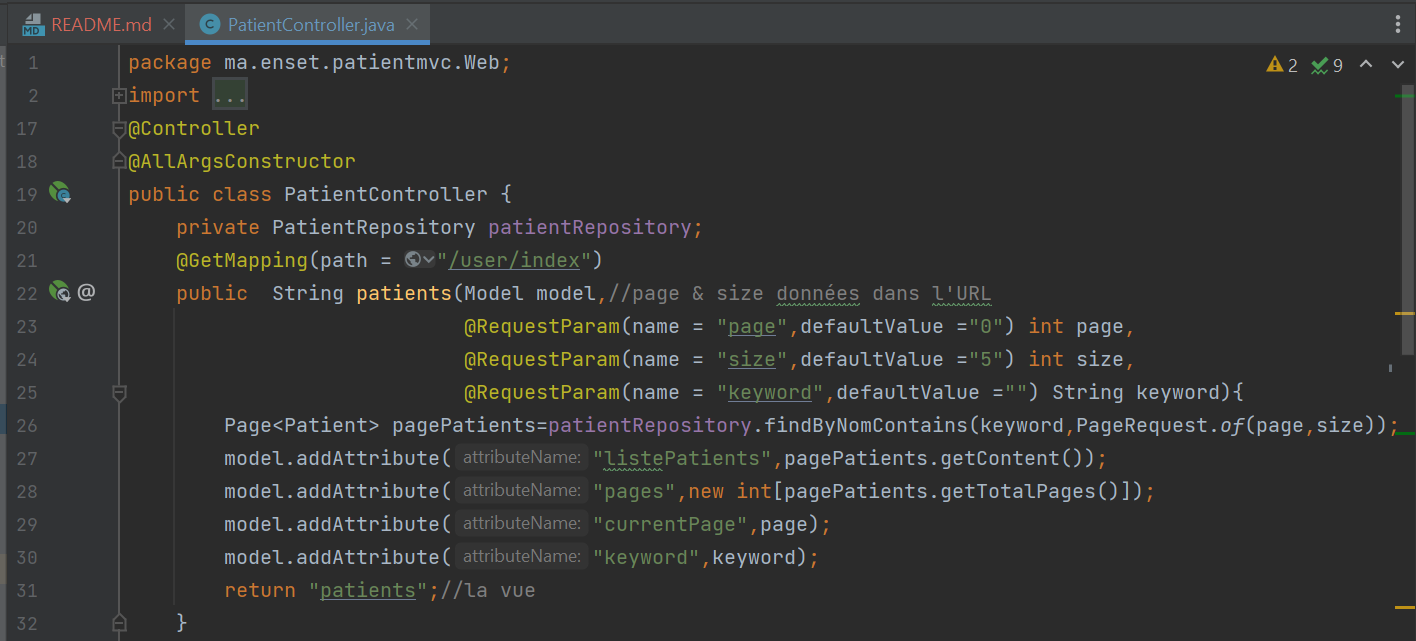 README.md PatientController.java
1 package ma.enset.patientmvc.Web; 2 9
2 import ...
17 @Controller
18 @AllArgsConstructor
19 public class PatientController {
20 private PatientRepository patientRepository;
21 @GetMapping(path = "/user/index")
22 @ public  String patients(Model model,//page & size données dans l'URL
23 @RequestParam(name = "page",defaultValue ="0") int page,
24 @RequestParam(name = "size",defaultValue ="5") int size,
25 @RequestParam(name = "keyword",defaultValue ="") String keyword){
26 Page<Patient> pagePatients=patientRepository.findByNomContains(keyword,PageRequest.of(page,size));
27 model.addAttribute( attributeName: "listePatients",pagePatients.getContent());
28 model.addAttribute( attributeName: "pages",new int[pagePatients.getTotalPages()]);
29 model.addAttribute( attributeName: "currentPage",page);
30 model.addAttribute( attributeName: "keyword",keyword);
31 return "patients";//la vue
32 }